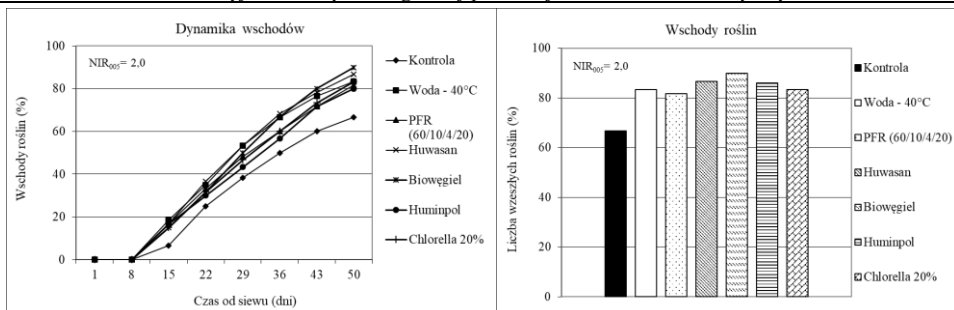 Dynamika wschodów
NIR₀₀₅= 2,0
Wschody roślin (%)
100
80
60
40
20
0
1 8 15 22 29 36 43 50
Czas od siewu (dni)
Kontrola
Woda - 40°C
PFR
(60/10/4/20)
Huwasan
Biowęgiel
Huminpol
Chlorella 20%
Wschody roślin
NIR₀₀₅= 2,0
Liczba wzeszłych roślin (%)
100
80
60
40
20
0
Kontrola
Woda - 40°C
PFR (60/10/4/20)
Huwasan
Biowęgiel
Huminpol
Chlorella 20%